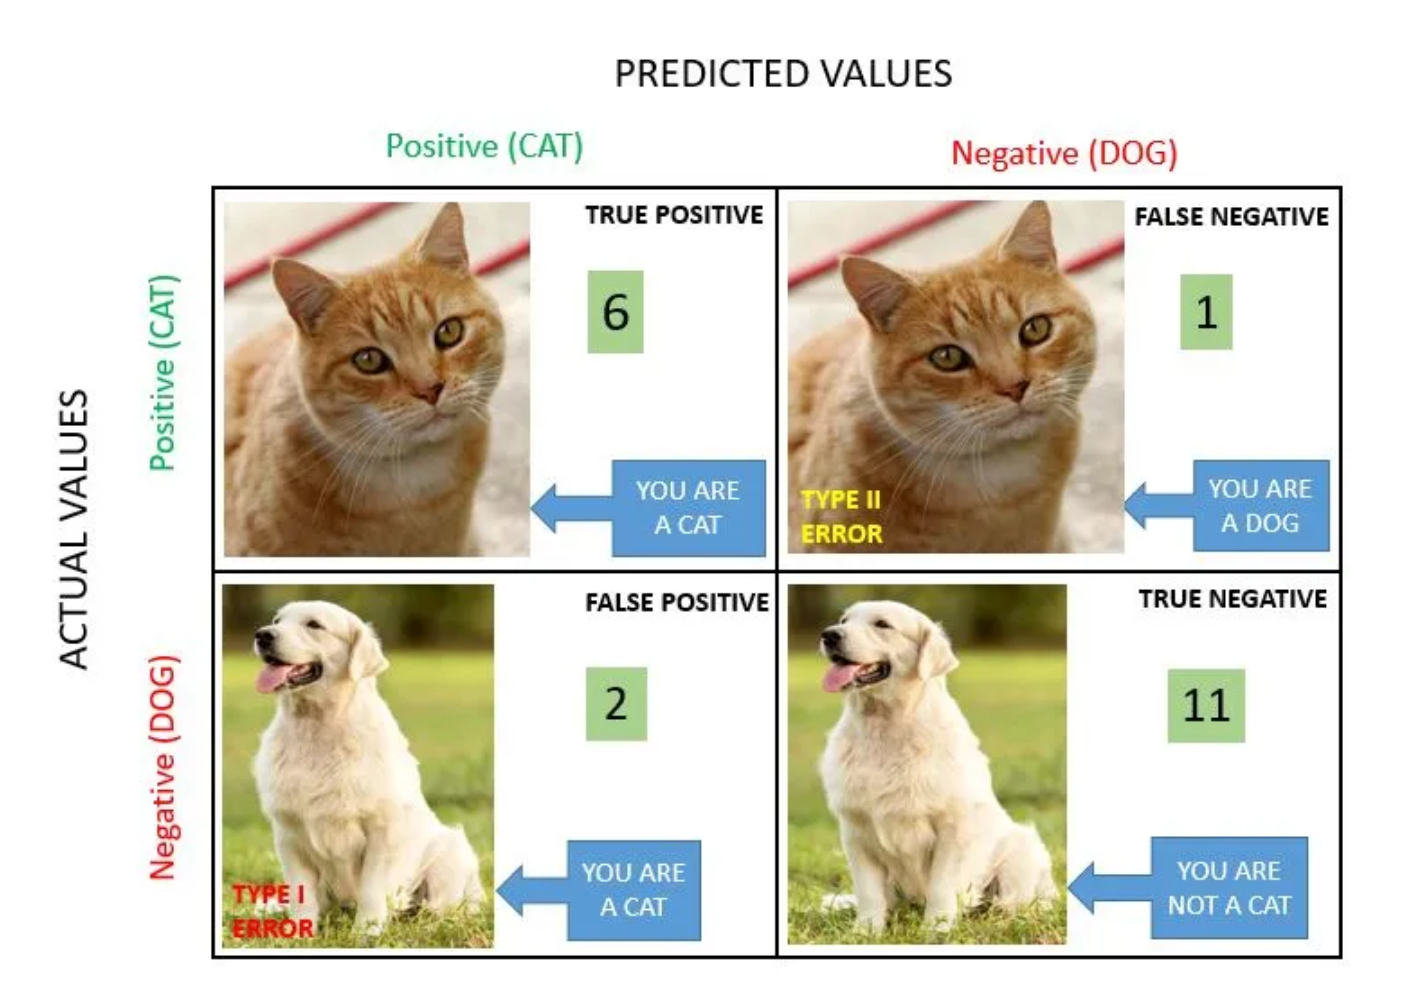 PREDICTED VALUES
Positive (CAT)
Negative (DOG)
ACTUAL VALUES
Positive (CAT)
TRUE POSITIVE
6
YOU ARE
A CAT
FALSE NEGATIVE
1
TYPE II
ERROR
YOU ARE
A DOG
Negative (DOG)
FALSE POSITIVE
2
TYPE I
ERROR
YOU ARE
A CAT
TRUE NEGATIVE
11
YOU ARE
NOT A CAT